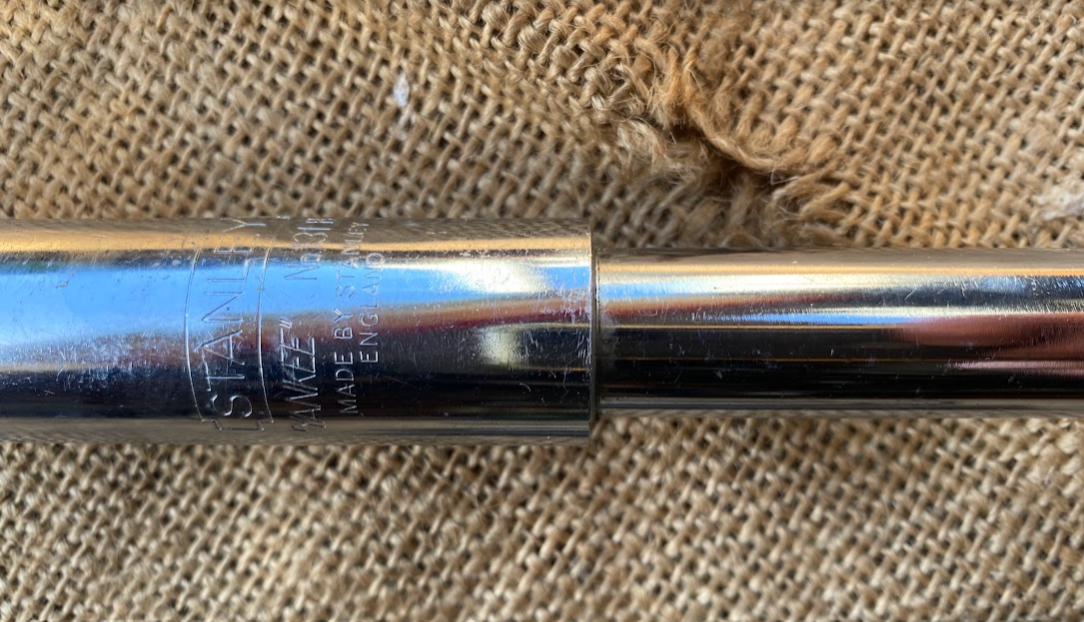 STANLEY
"YANKEE" No 131B
MADE BY STANLEY
ENGLAND